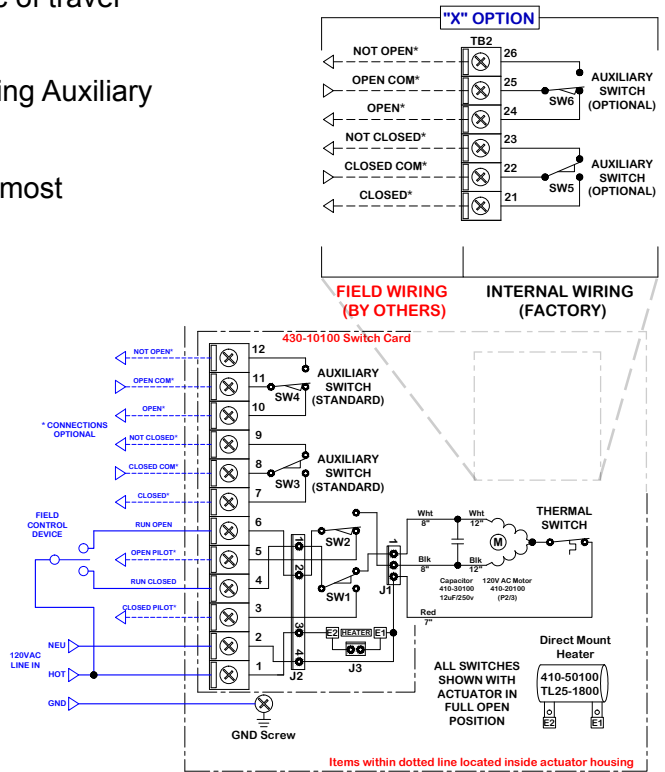 e of travel
ing Auxiliary
most
"X" OPTION
TB2
NOT OPEN*
26
OPEN COM*
25
AUXILIARY
SWITCH
(OPTIONAL)
SW6
OPEN*
24
NOT CLOSED*
23
CLOSED COM*
22
AUXILIARY
SWITCH
(OPTIONAL)
SW5
CLOSED*
21
FIELD WIRING
(BY OTHERS)
INTERNAL WIRING
(FACTORY)
430-10100 Switch Card
NOT OPEN*
12
OPEN COM*
11
AUXILIARY
SWITCH
(STANDARD)
SW4
OPEN*
10
* CONNECTIONS
OPTIONAL
NOT CLOSED*
9
CLOSED COM*
8
AUXILIARY
SWITCH
(STANDARD)
SW3
CLOSED*
7
FIELD
CONTROL
DEVICE
RUN OPEN
6
OPEN PILOT*
5
RUN CLOSED
4
CLOSED PILOT*
3
NEU
2
120VAC
LINE IN
HOT
1
GND
GND Screw
1
2
3
4
J2
SW2
SW1
1
J1
E2
HEATER
E1
J3
Wht
8"
Wht
12"
Blk
8"
Blk
12"
Red
7"
M
THERMAL
SWITCH
Capacitor
410-30100
12uF/250v
120V AC Motor
410-20100
(P2/3)
ALL SWITCHES
SHOWN WITH
ACTUATOR IN
FULL OPEN
POSITION
Direct Mount
Heater
410-50100
TL25-1800
E2
E1
Items within dotted line located inside actuator housing